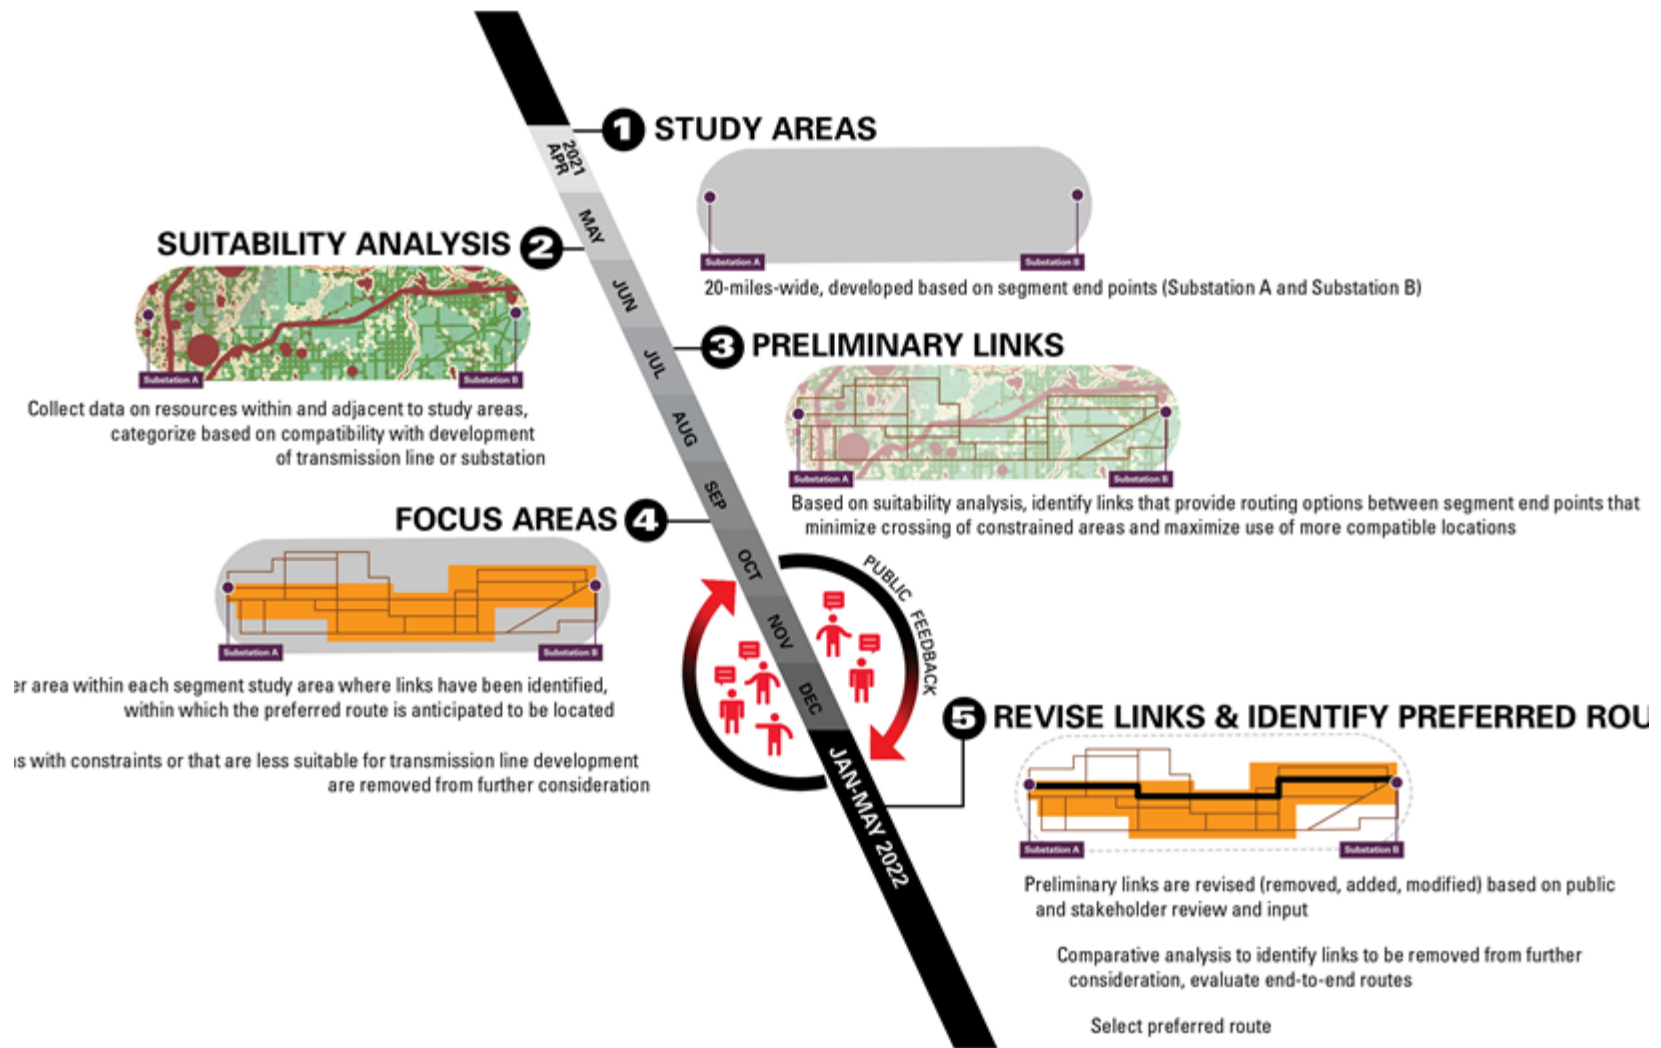 1 STUDY AREAS
2021
APR
Substation A
Substation B
20-miles-wide, developed based on segment end points (Substation A and Substation B)
MAY
SUITABILITY ANALYSIS 2
Substation A
Substation B
Collect data on resources within and adjacent to study areas,
categorize based on compatibility with development
of transmission line or substation
JUN
JUL
3 PRELIMINARY LINKS
Substation A
Substation B
Based on suitability analysis, identify links that provide routing options between segment end points that
minimize crossing of constrained areas and maximize use of more compatible locations
AUG
SEP
FOCUS AREAS 4
Substation A
Substation B
er area within each segment study area where links have been identified,
within which the preferred route is anticipated to be located
s with constraints or that are less suitable for transmission line development
are removed from further consideration
OCT
NOV
DEC
PUBLIC FEEDBACK
JAN-MAY 2022
5 REVISE LINKS & IDENTIFY PREFERRED ROU
Substation A
Substation B
Preliminary links are revised (removed, added, modified) based on public
and stakeholder review and input
Comparative analysis to identify links to be removed from further
consideration, evaluate end-to-end routes
Select preferred route